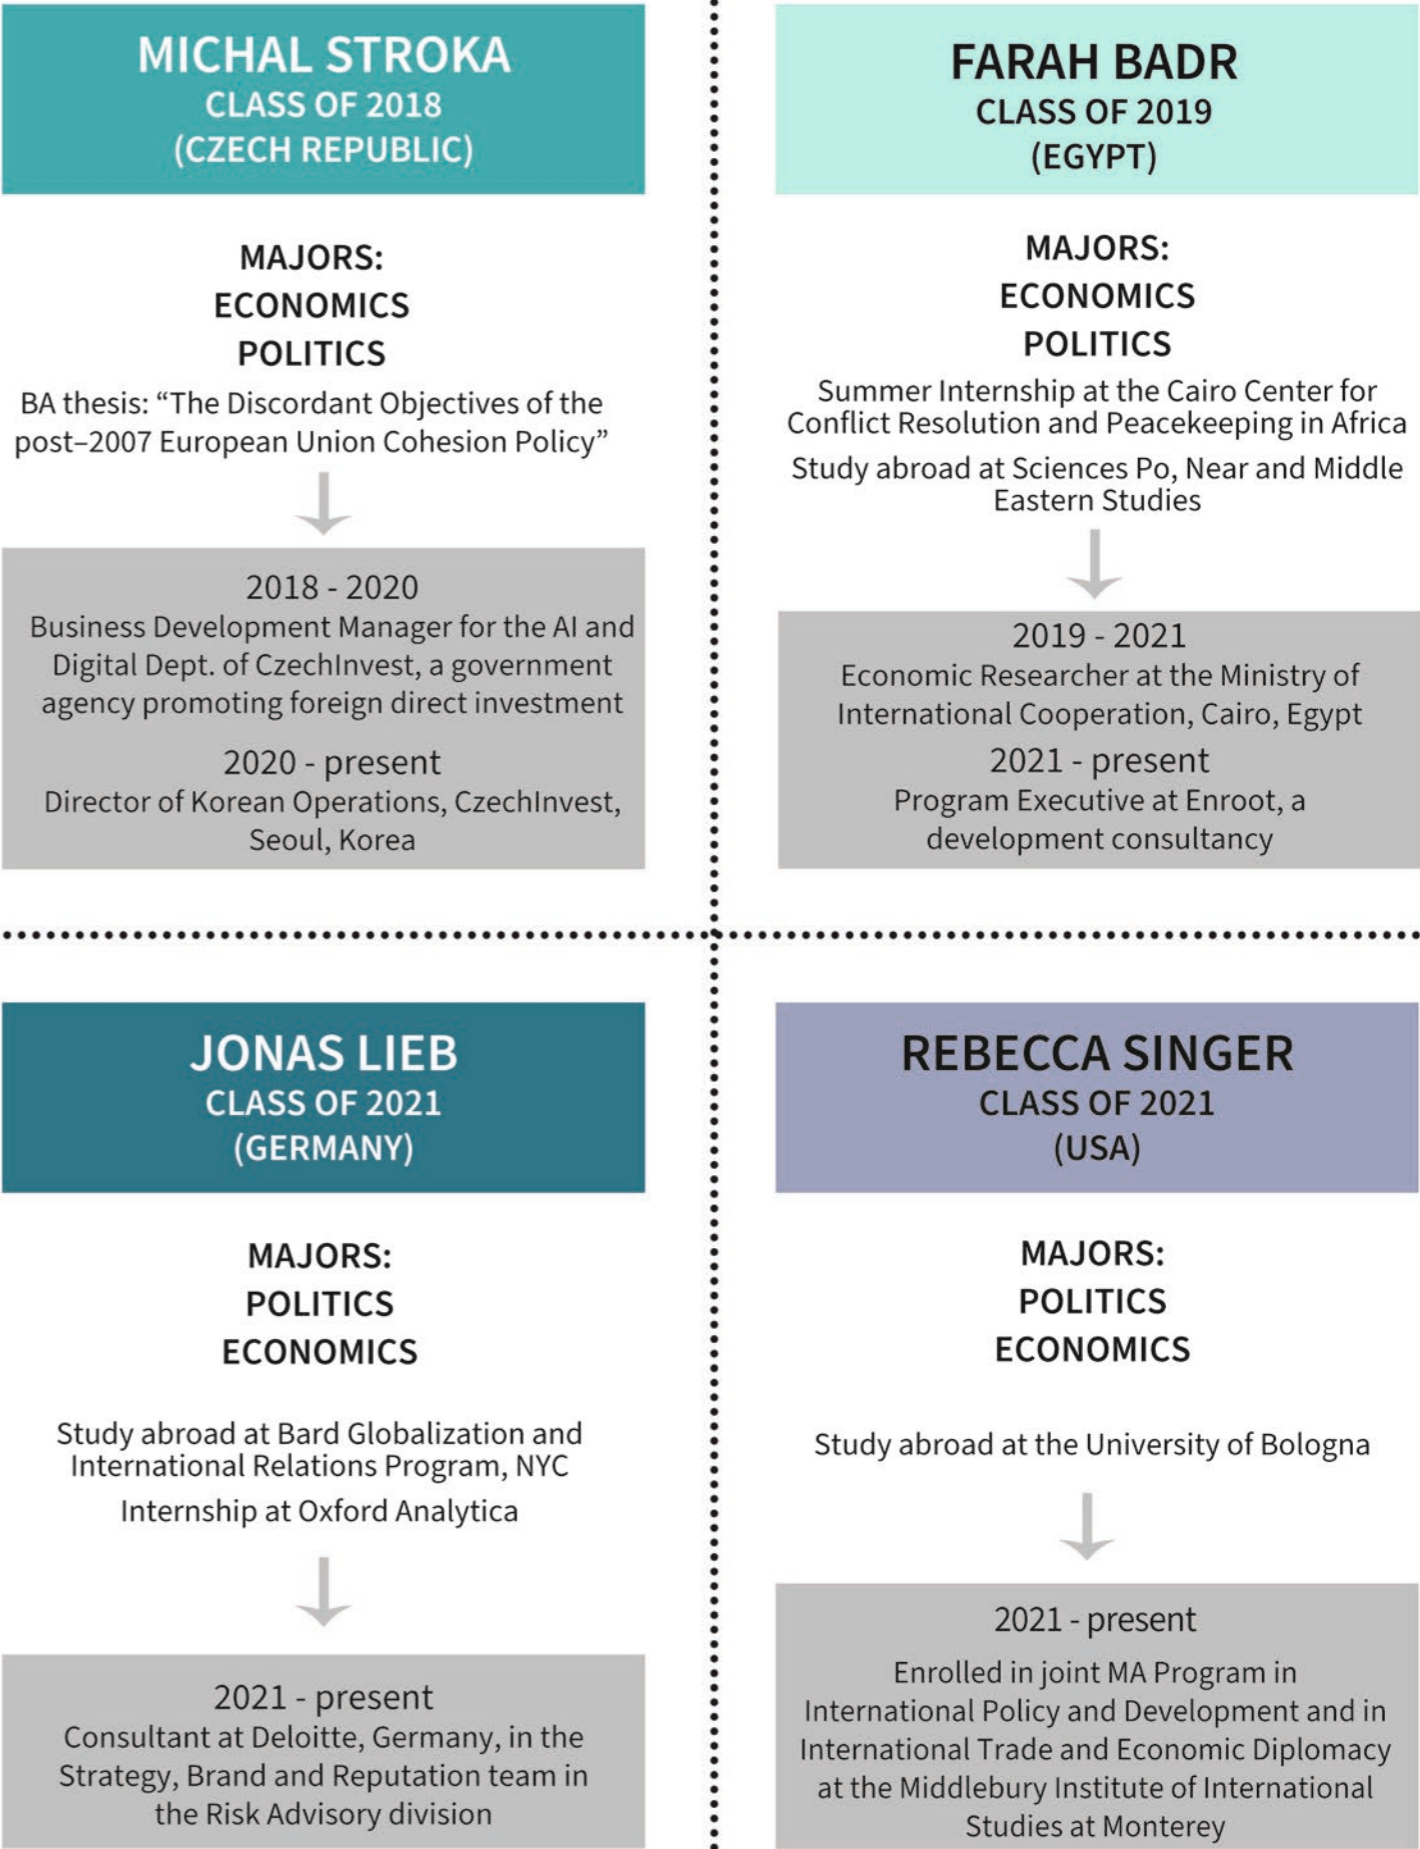 MICHAL STROKA
CLASS OF 2018
(CZECH REPUBLIC)
MAJORS:
ECONOMICS
POLITICS
BA thesis: “The Discordant Objectives of the
post–2007 European Union Cohesion Policy”
2018 - 2020
Business Development Manager for the AI and
Digital Dept. of CzechInvest, a government
agency promoting foreign direct investment
2020 - present
Director of Korean Operations, CzechInvest,
Seoul, Korea
FARAH BADR
CLASS OF 2019
(EGYPT)
MAJORS:
ECONOMICS
POLITICS
Summer Internship at the Cairo Center for
Conflict Resolution and Peacekeeping in Africa
Study abroad at Sciences Po, Near and Middle
Eastern Studies
2019 - 2021
Economic Researcher at the Ministry of
International Cooperation, Cairo, Egypt
2021 - present
Program Executive at Enroot, a
development consultancy
JONAS LIEB
CLASS OF 2021
(GERMANY)
MAJORS:
POLITICS
ECONOMICS
Study abroad at Bard Globalization and
International Relations Program, NYC
Internship at Oxford Analytica
2021 - present
Consultant at Deloitte, Germany, in the
Strategy, Brand and Reputation team in
the Risk Advisory division
REBECCA SINGER
CLASS OF 2021
(USA)
MAJORS:
POLITICS
ECONOMICS
Study abroad at the University of Bologna
2021 - present
Enrolled in joint MA Program in
International Policy and Development and in
International Trade and Economic Diplomacy
at the Middlebury Institute of International
Studies at Monterey